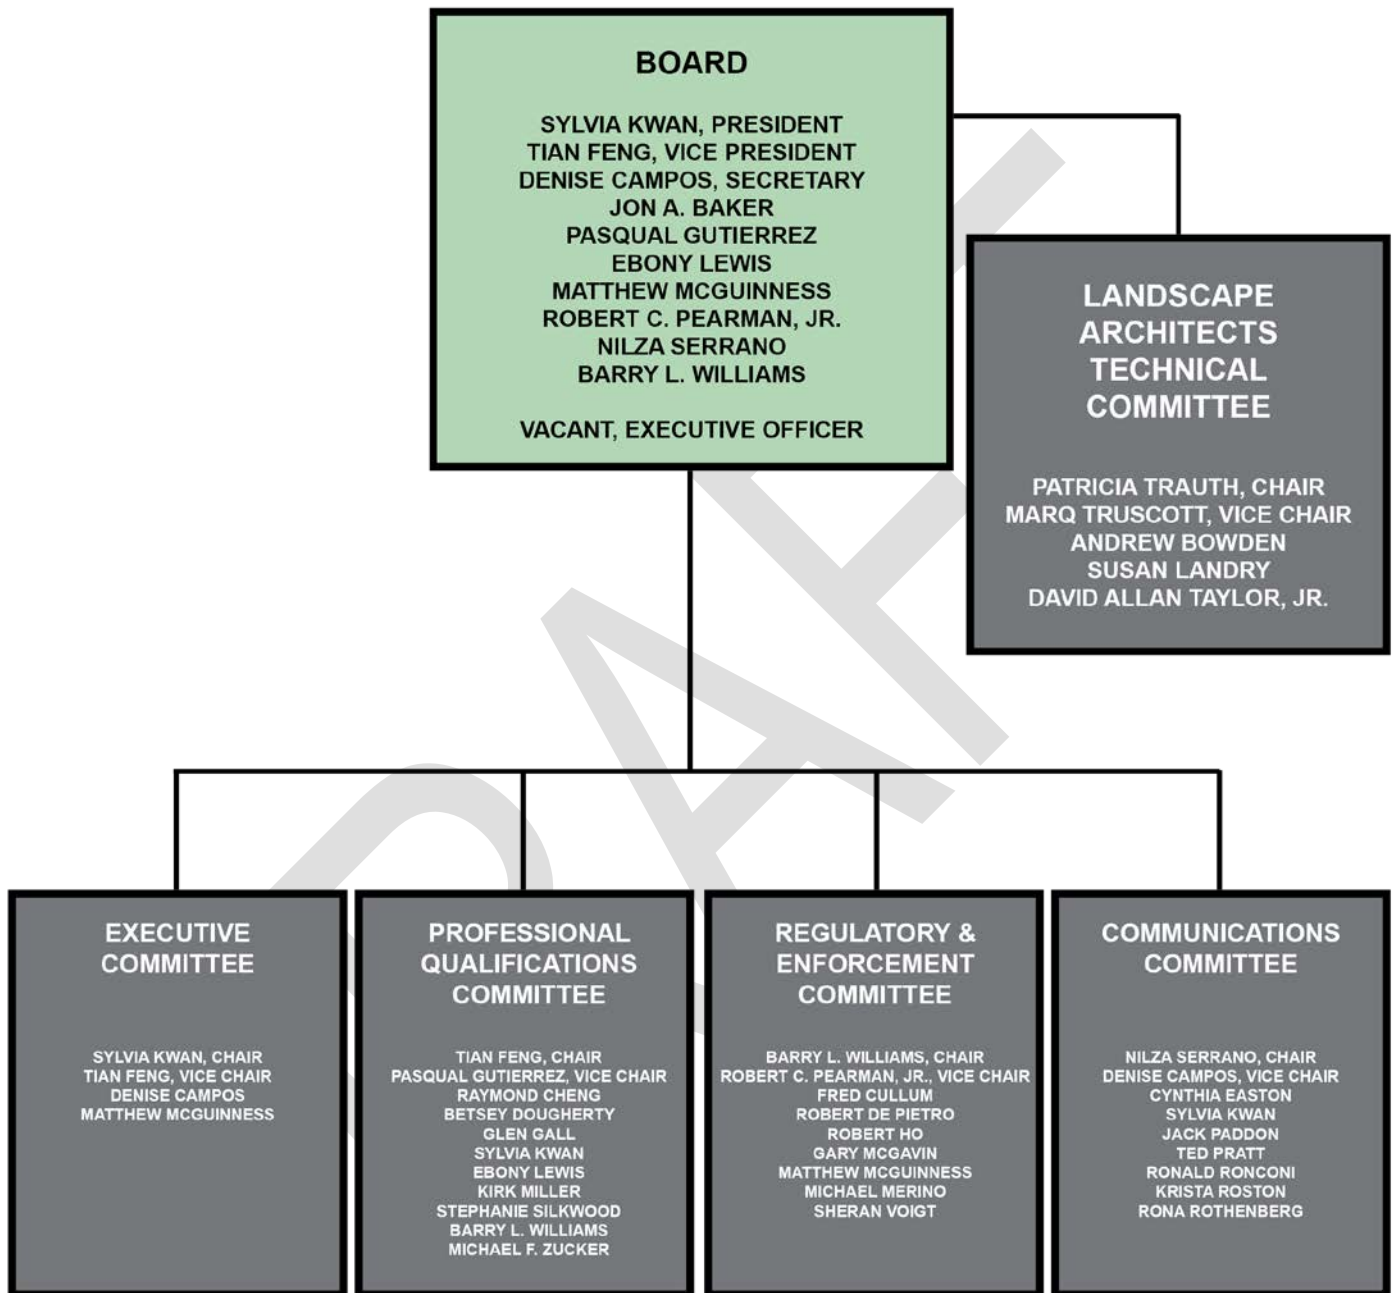 BOARD
SYLVIA KWAN, PRESIDENT
TIAN FENG, VICE PRESIDENT
DENISE CAMPOS, SECRETARY
JON A. BAKER
PASQUAL GUTIERREZ
EBONY LEWIS
MATTHEW MCGUINNESS
ROBERT C. PEARMAN, JR.
NILZA SERRANO
BARRY L. WILLIAMS
VACANT, EXECUTIVE OFFICER
LANDSCAPE
ARCHITECTS
TECHNICAL
COMMITTEE
PATRICIA TRAUTH, CHAIR
MARQ TRUSCOTT, VICE CHAIR
ANDREW BOWDEN
SUSAN LANDRY
DAVID ALLAN TAYLOR, JR.
EXECUTIVE
COMMITTEE
SYLVIA KWAN, CHAIR
TIAN FENG, VICE CHAIR
DENISE CAMPOS
MATTHEW MCGUINNESS
PROFESSIONAL
QUALIFICATIONS
COMMITTEE
TIAN FENG, CHAIR
PASQUAL GUTIERREZ, VICE CHAIR
RAYMOND CHENG
BETSEY DOUGHERTY
GLEN GALL
SYLVIA KWAN
EBONY LEWIS
KIRK MILLER
STEPHANIE SILKWOOD
BARRY L. WILLIAMS
MICHAEL F. ZUCKER
REGULATORY &
ENFORCEMENT
COMMITTEE
BARRY L. WILLIAMS, CHAIR
ROBERT C. PEARMAN, JR., VICE CHAIR
FRED CULLUM
ROBERT DE PIETRO
ROBERT HO
GARY MCGAVIN
MATTHEW MCGUINNESS
MICHAEL MERINO
SHERAN VOIGT
COMMUNICATIONS
COMMITTEE
NILZA SERRANO, CHAIR
DENISE CAMPOS, VICE CHAIR
CYNTHIA EASTON
SYLVIA KWAN
JACK PADDON
TED PRATT
RONALD RONCONI
KRISTA ROSTON
RONA ROTHENBERG